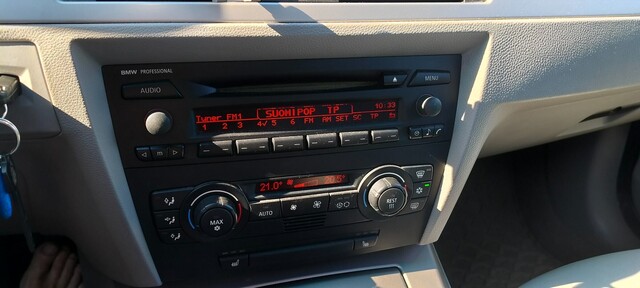 BMW PROFESSIONAL
AUDIO
MENU
Tuner FM1 SUOMIPOP TP 10:33
1 2 3 4/ 5 6 FM AM SET SC TP
21.0° 20.5°
MAX
AUTO
REST